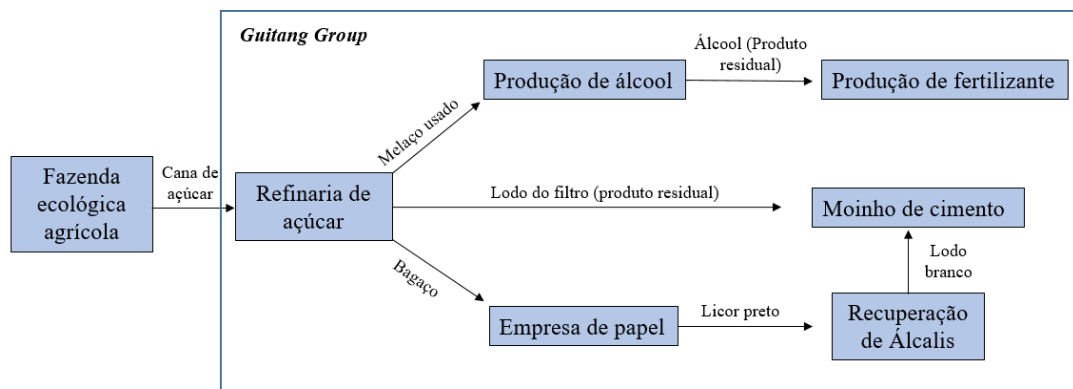 Guitang Group
Álcool (Produto
residual)
Produção de álcool
Produção de fertilizante
Melaço usado
Fazenda
ecológica
agrícola
Cana de
açúcar
Refinaria de
açúcar
Lodo do filtro (produto residual)
Moinho de cimento
Bagaço
Lodo
branco
Empresa de papel
Licor preto
Recuperação
de Álcalis